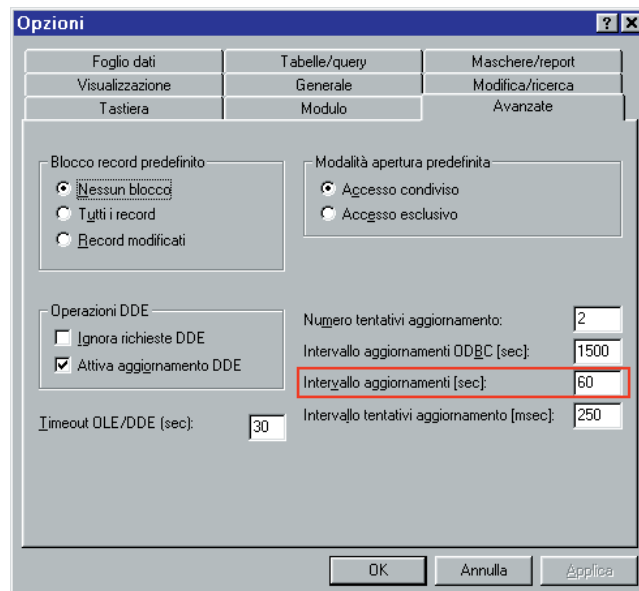 Opzioni
Foglio dati
Tabelle/query
Maschere/report
Visualizzazione
Generale
Modifica/ricerca
Tastiera
Modulo
Avanzate
Blocco record predefinito
Nessun blocco
Tutti i record
Record modificati
Modalità apertura predefinita
Accesso condiviso
Accesso esclusivo
Operazioni DDE
Ignora richieste DDE
Attiva aggiornamento DDE
Timeout OLE/DDE (sec): 30
Numero tentativi aggiornamento: 2
Intervallo aggiornamenti ODBC [sec]: 1500
Intervallo aggiornamenti [sec]: 60
Intervallo tentativi aggiornamento [msec]: 250
OK
Annulla
Applica